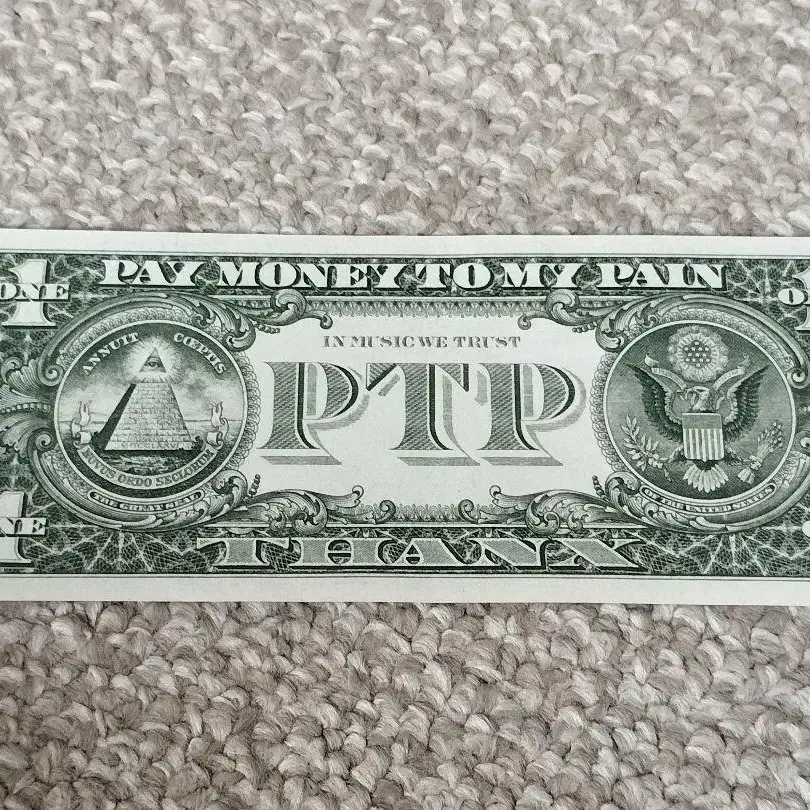 PAY MONEY TO MY PAIN
ONE
1
IN MUSIC WE TRUST
ANNUIT CŒPTIS
PTP
NOVUS ORDO SECLORUM
THE GREAT SEAL
OF THE UNITED STATES
THANX